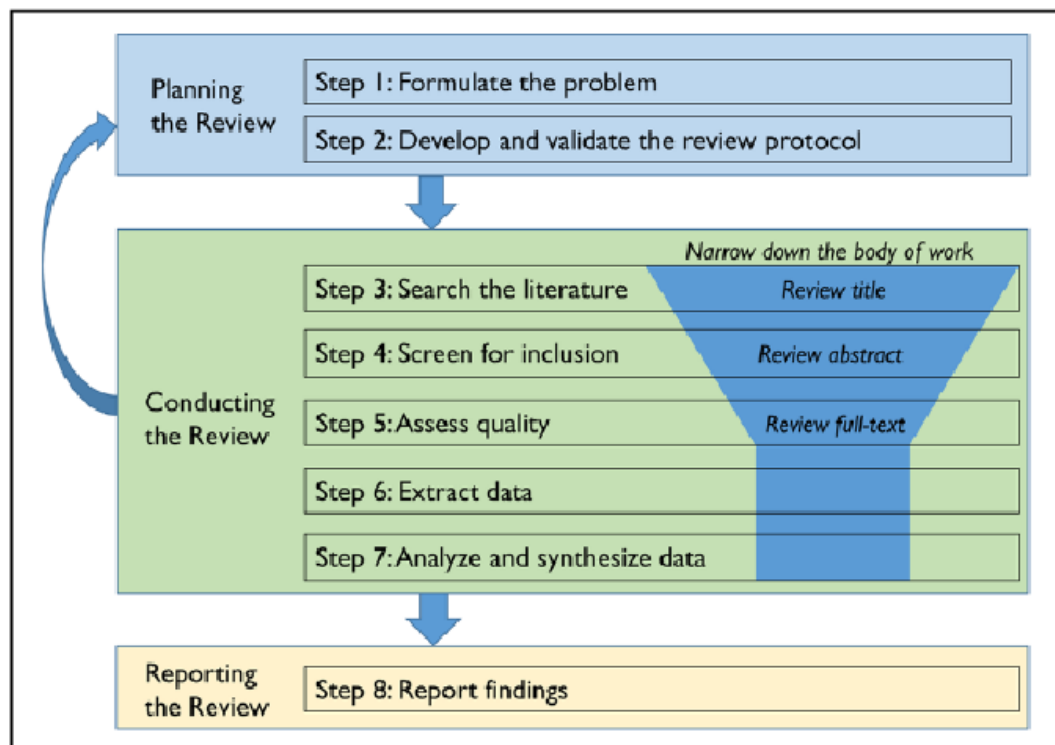 Planning
the Review
Step 1: Formulate the problem
Step 2: Develop and validate the review protocol
Conducting
the Review
Narrow down the body of work
Step 3: Search the literature
Review title
Step 4: Screen for inclusion
Review abstract
Step 5: Assess quality
Review full-text
Step 6: Extract data
Step 7: Analyze and synthesize data
Reporting
the Review
Step 8: Report findings